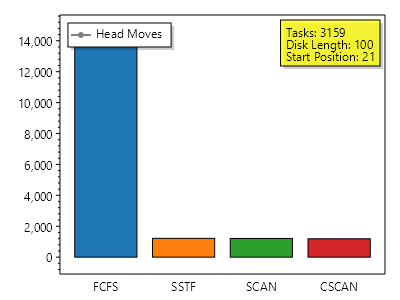 Head Moves
Tasks: 3159
Disk Length: 100
Start Position: 21
14,000
12,000
10,000
8,000
6,000
4,000
2,000
0
FCFS SSTF SCAN CSCAN